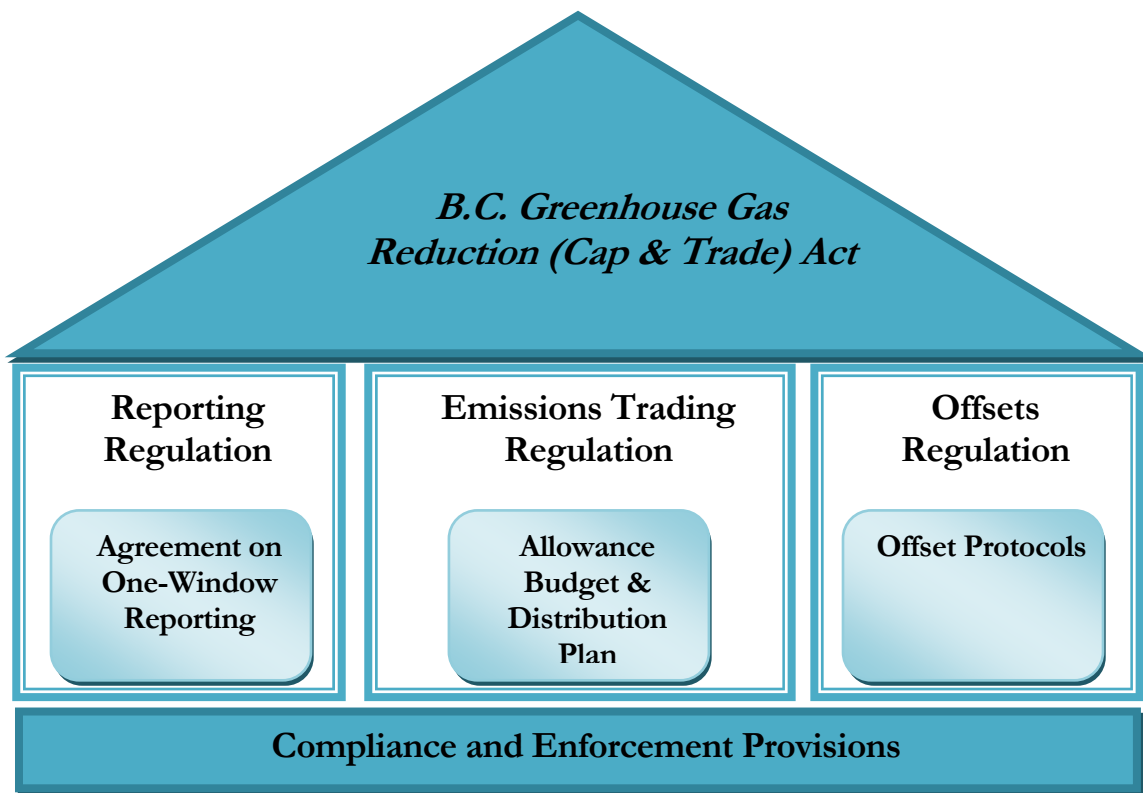 B.C. Greenhouse Gas
Reduction (Cap & Trade) Act
Reporting
Regulation
Agreement on
One-Window
Reporting
Emissions Trading
Regulation
Allowance
Budget &
Distribution
Plan
Offsets
Regulation
Offset Protocols
Compliance and Enforcement Provisions